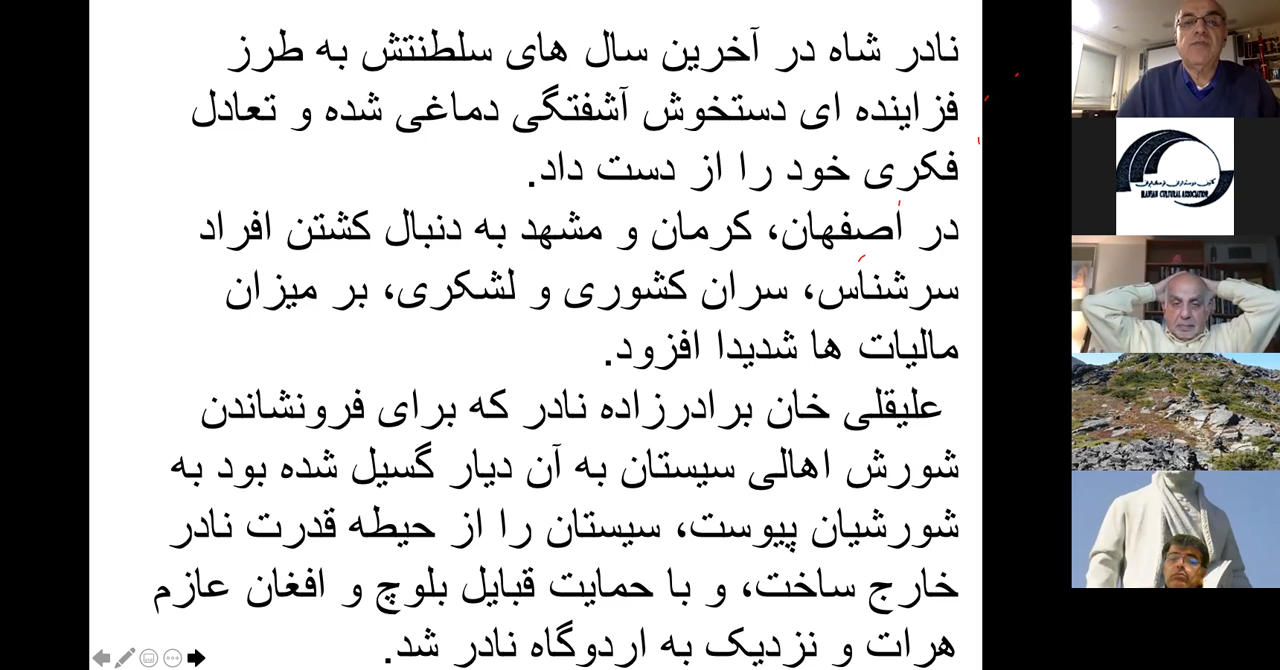 نادر شاه در آخرین سال های سلطنتش به طرز
فزاینده ای دستخوش آشفتگی دماغی شده و تعادل
فکری خود را از دست داد.
در اصفهان، کرمان و مشهد به دنبال کشتن افراد
سرشناس، سران کشوری و لشکری، بر میزان
مالیات ها شدیدا افزود.
علیقلی خان برادرزاده نادر که برای فرونشاندن
شورش اهالی سیستان به آن دیار گسیل شده بود به
شورشیان پیوست، سیستان را از حیطه قدرت نادر
خارج ساخت، و با حمایت قبایل بلوچ و افغان عازم
هرات و نزدیک به اردوگاه نادر شد.
IRANIAN CULTURAL ASSOCIATION